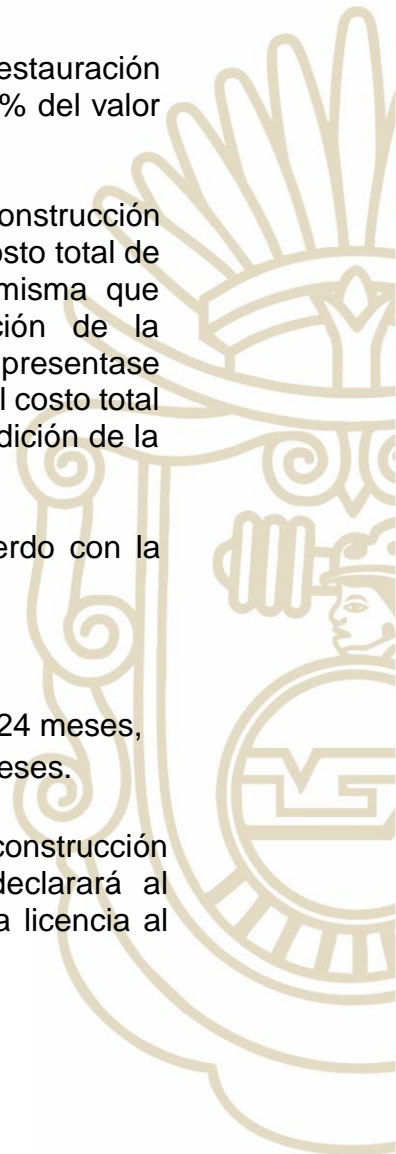 estauración
% del valor
onstrucción
osto total de
misma que
ción de la
presentase
l costo total
dición de la
erdo con la
24 meses,
eses.
construcción
declarará al
a licencia al